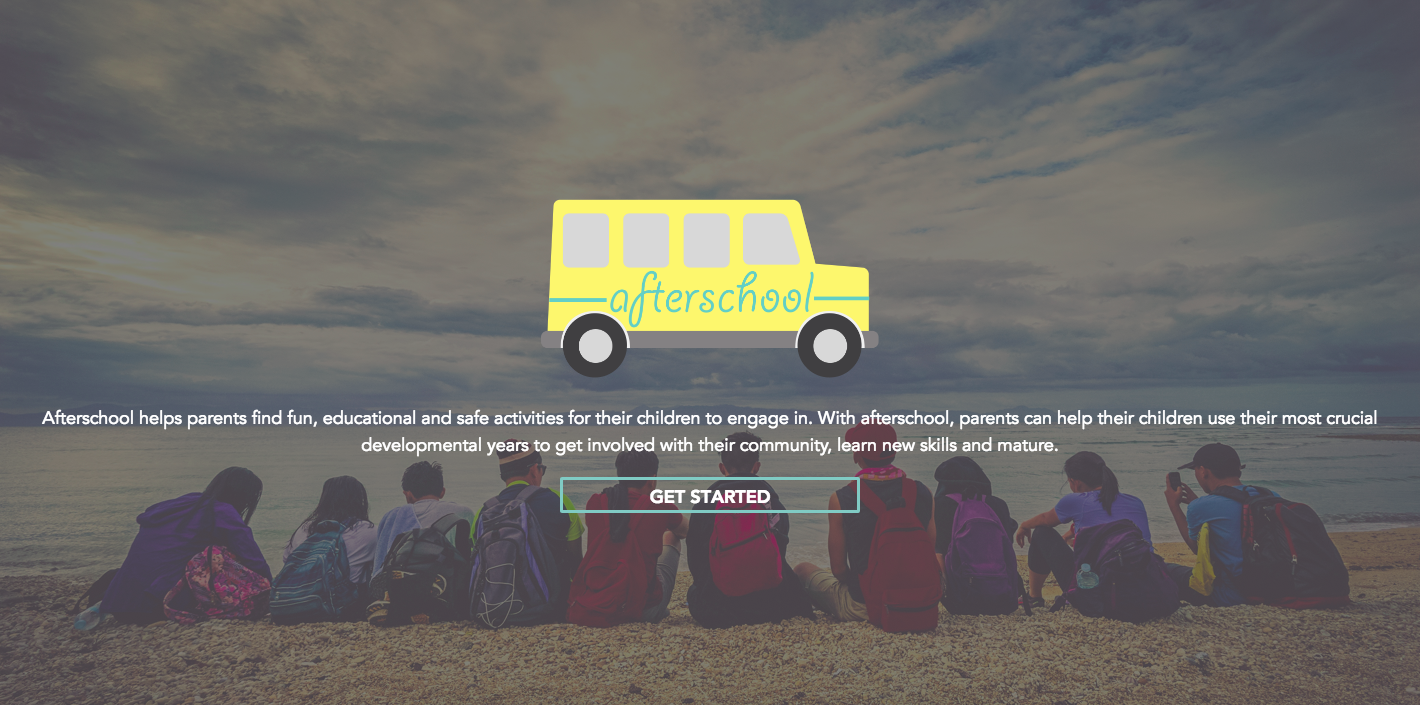 afterschool
Afterschool helps parents find fun, educational and safe activities for their children to engage in. With afterschool, parents can help their children use their most crucial
developmental years to get involved with their community, learn new skills and mature.
GET STARTED